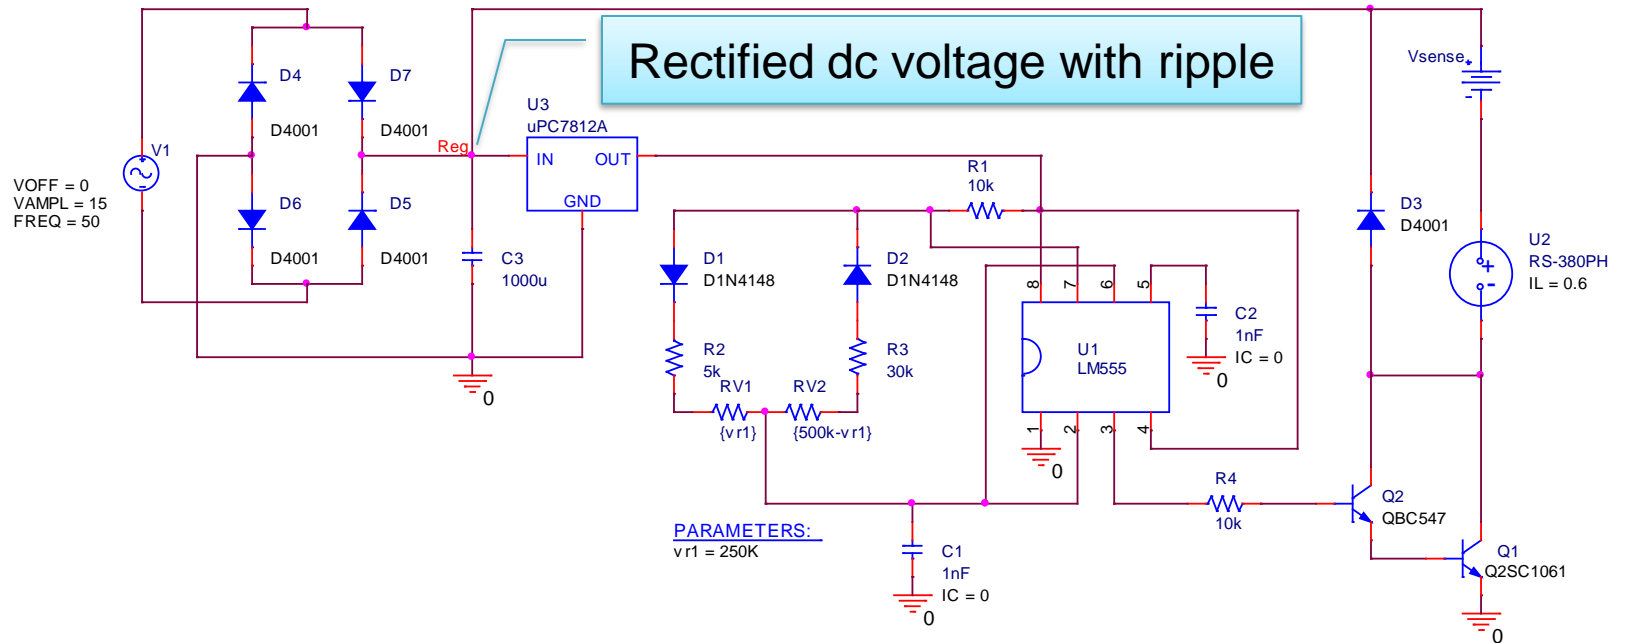 Rectified dc voltage with ripple
V1
VOFF = 0
VAMPL = 15
FREQ = 50
D4
D4001
D7
D4001
D6
D4001
D5
D4001
Reg
C3
1000u
0
U3
uPC7812A
IN
OUT
GND
R1
10k
D1
D1N4148
D2
D1N4148
R2
5k
R3
30k
RV1
{vr1}
RV2
{500k-vr1}
PARAMETERS:
vr1 = 250K
C1
1nF
IC = 0
0
8
7
6
5
U1
LM555
1
2
3
4
0
C2
1nF
IC = 0
0
R4
10k
Vsense
+
-
D3
D4001
U2
RS-380PH
IL = 0.6
+
-
Q2
QBC547
Q1
Q2SC1061
0